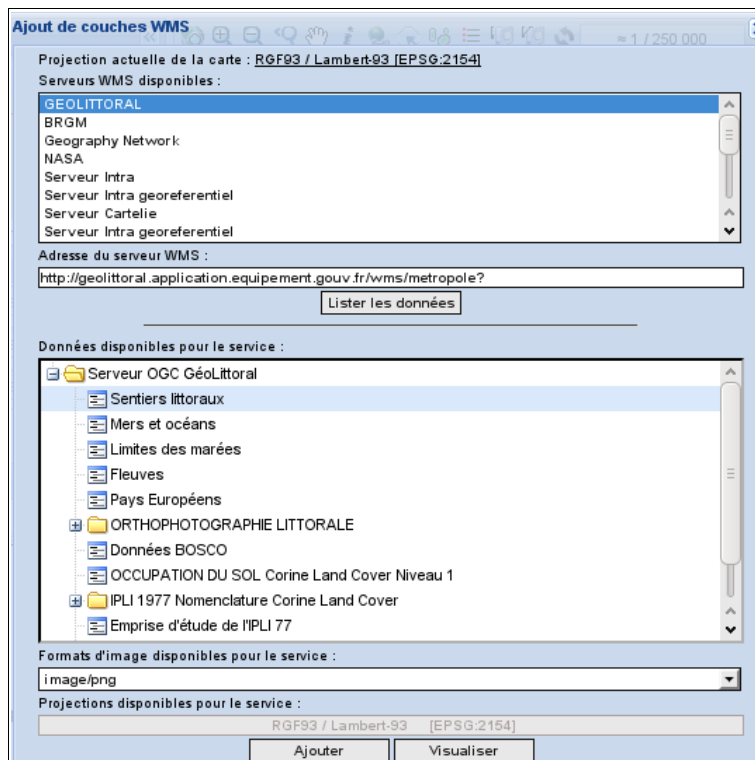 Ajout de couches WMS
≈ 1 / 250 000
Projection actuelle de la carte : RGF93 / Lambert-93 [EPSG:2154]
Serveurs WMS disponibles :
GEOLITTORAL
BRGM
Geography Network
NASA
Serveur Intra
Serveur Intra georeferentiel
Serveur Cartelie
Serveur Intra georeferentiel
Adresse du serveur WMS :
http://geolittoral.application.equipement.gouv.fr/wms/metropole?
Lister les données
Données disponibles pour le service :
Serveur OGC GéoLittoral
Sentiers littoraux
Mers et océans
Limites des marées
Fleuves
Pays Européens
ORTHOPHOTOGRAPHIE LITTORALE
Données BOSCO
OCCUPATION DU SOL Corine Land Cover Niveau 1
IPLI 1977 Nomenclature Corine Land Cover
Emprise d'étude de l'IPLI 77
Formats d'image disponibles pour le service :
image/png
Projections disponibles pour le service :
RGF93 / Lambert-93 [EPSG:2154]
Ajouter Visualiser